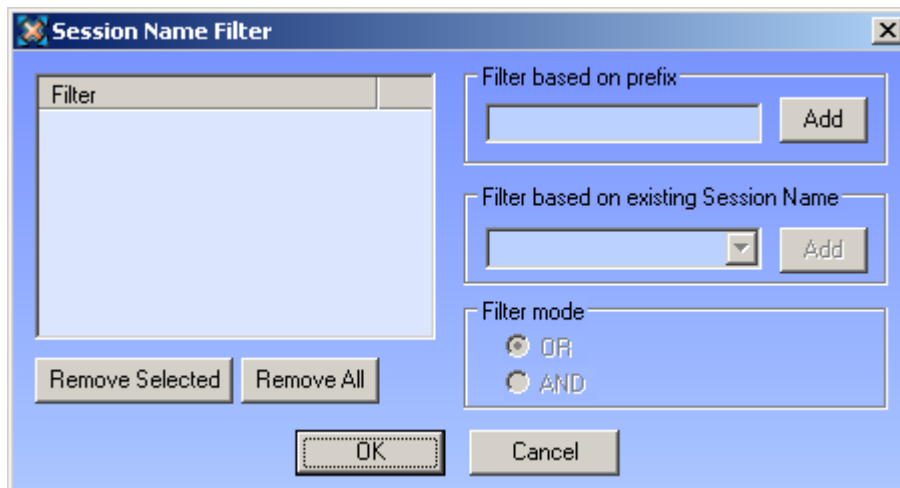 Session Name Filter
Filter
Filter based on prefix
Add
Filter based on existing Session Name
Add
Filter mode
OR
AND
Remove Selected
Remove All
OK
Cancel